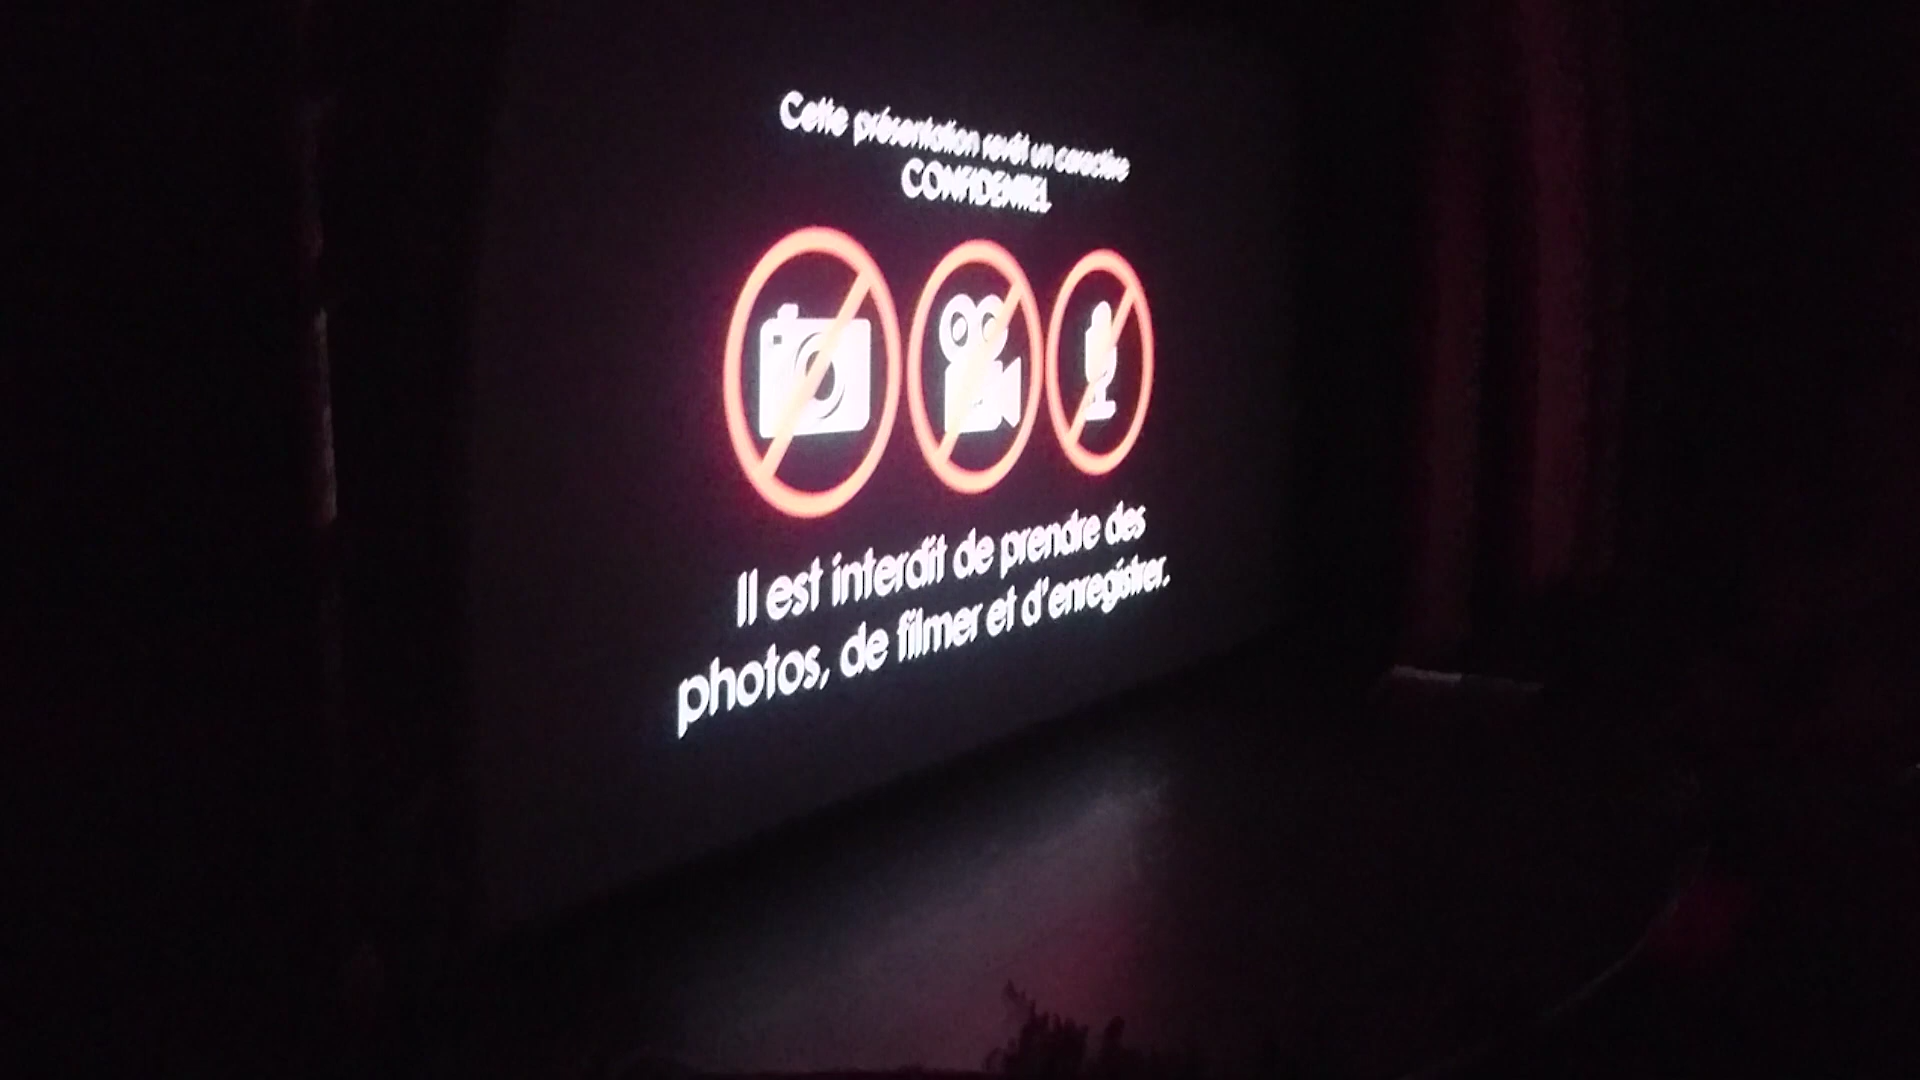 Cette présentation revêt un caractère
CONFIDENTIEL
Il est interdit de prendre des
photos, de filmer et d'enregistrer.